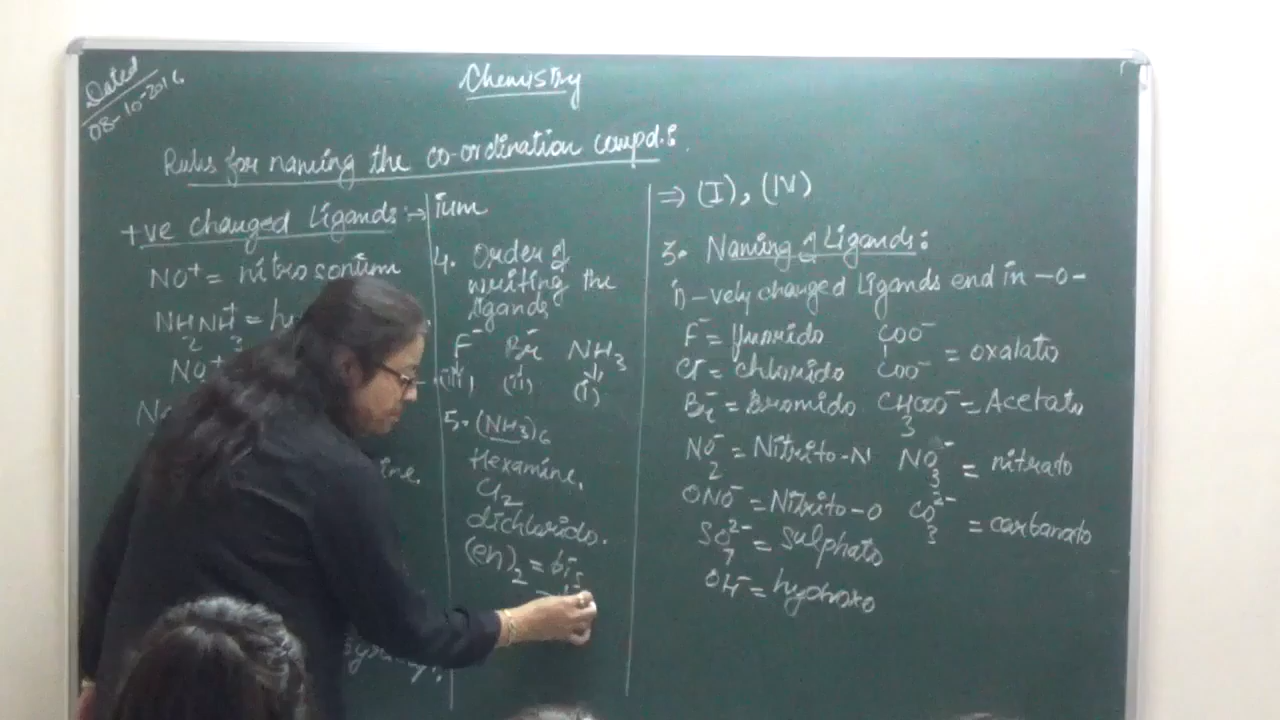 Dated
08-10-2016
Chemistry
Rules for naming the co-ordination compd.:
+ve changed Ligands:→
NO⁺ = nitrosonium
NH₂NH₃⁺ =
NO⁺
ium
4. Order of
writing the
ligands
F⁻ Br⁻ NH₃
(iii) (ii) (i)
5. (NH₃)₆
Hexamine.
Cl₂
dichlorido.
(en)₂ = bis
⇒ (I), (IV)
3. Naming of Ligands:
i) -vely changed Ligands end in -o-
F⁻ = fluorido
Cl⁻ = chlorido
Br⁻ = Bromido
NO₂⁻ = Nitrito-N
ONO⁻ = Nitrito-O
SO₄²⁻ = sulphato
OH⁻ = hydroxo
COO⁻
COO⁻ = oxalato
CH₃COO⁻ = Acetato
NO₃⁻ = nitrato
CO₃²⁻ = carbanato